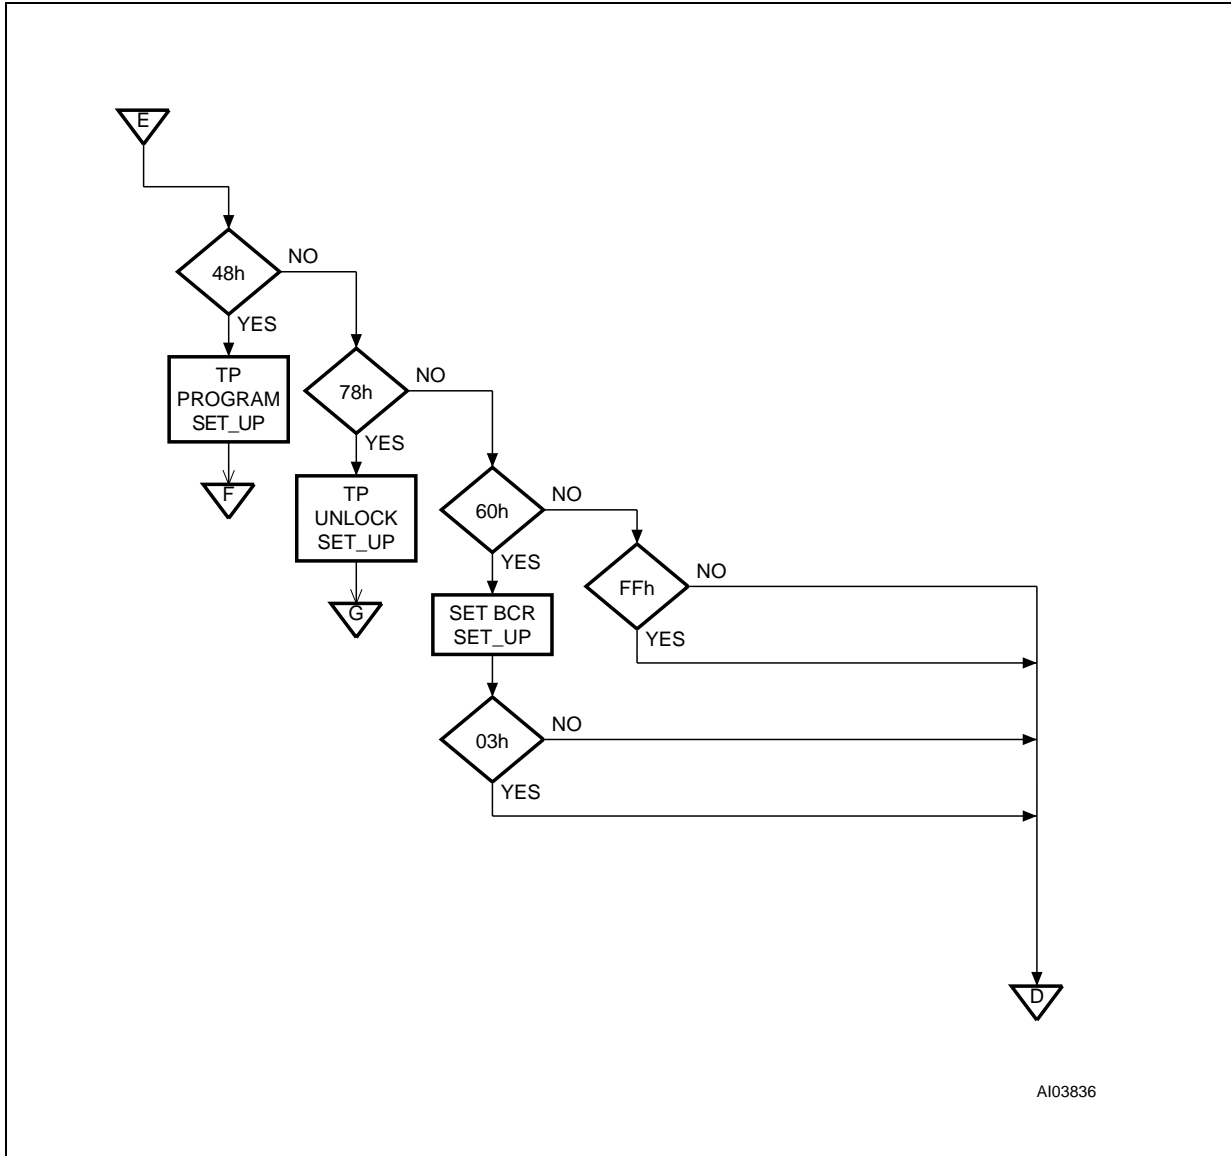 E
48h
NO
YES
TP
PROGRAM
SET_UP
F
78h
NO
YES
TP
UNLOCK
SET_UP
G
60h
NO
YES
SET BCR
SET_UP
FFh
NO
YES
03h
NO
YES
D
AI03836